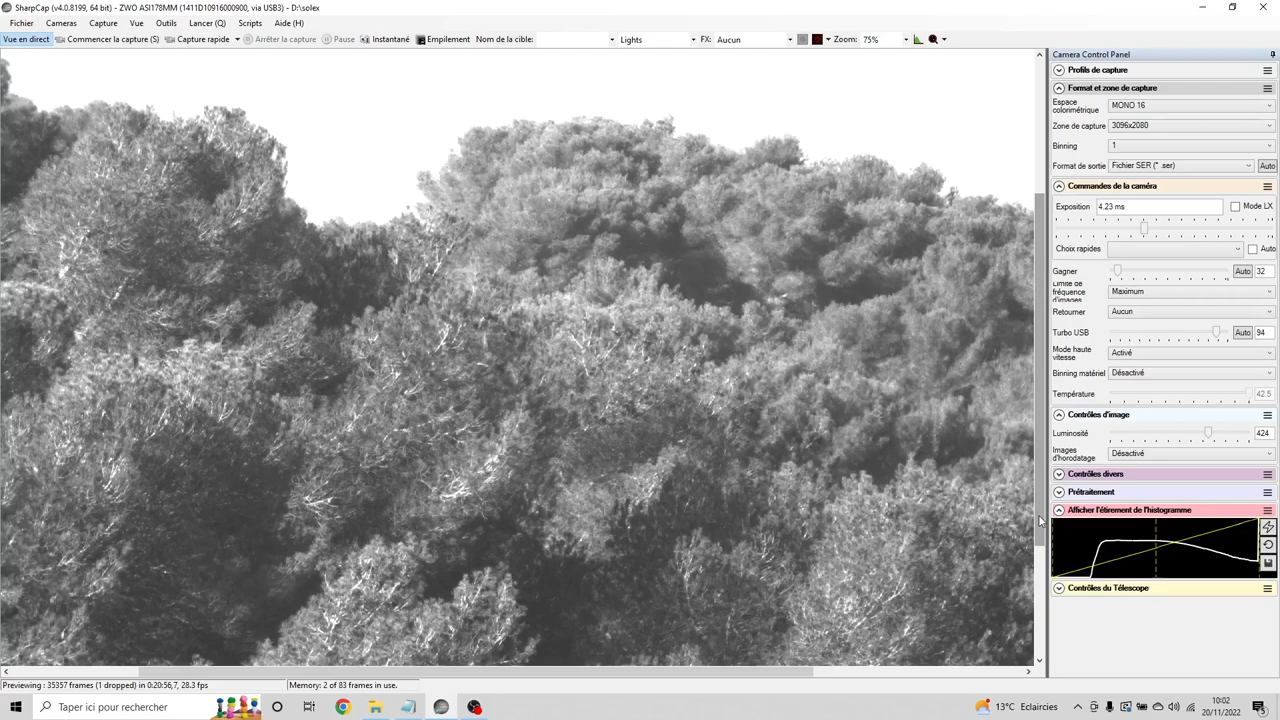 SharpCap (v4.0.8199, 64 bit) - ZWO ASI178MM (1411D10916000900, via USB3) - D:\solex
Fichier Cameras Capture Vue Outils Lancer (Q) Scripts Aide (H)
Vue en direct Commencer la capture (S) Capture rapide Arrêter la capture Pause Instantané Empilement Nom de la cible: Lights FX: Aucun Zoom: 75%
Camera Control Panel
Profils de capture
Format et zone de capture
Espace colorimétrique MONO 16
Zone de capture 3096x2080
Binning 1
Format de sortie Fichier SER (*.ser) Auto
Commandes de la caméra
Exposition 4.23 ms Mode LX
Choix rapides Auto
Gagner Auto 32
Limite de fréquence d'images Maximum
Retourner Aucun
Turbo USB Auto 94
Mode haute vitesse Activé
Binning matériel Désactivé
Température 42.5
Contrôles d'image
Luminosité 424
Images d'horodatage Désactivé
Contrôles divers
Prétraitement
Afficher l'étirement de l'histogramme
Contrôles du Télescope
Previewing : 35357 frames (1 dropped) in 0:20:56,7, 28.3 fps Memory: 2 of 83 frames in use.
Taper ici pour rechercher 13°C Eclaircies 10:02
20/11/2022 5